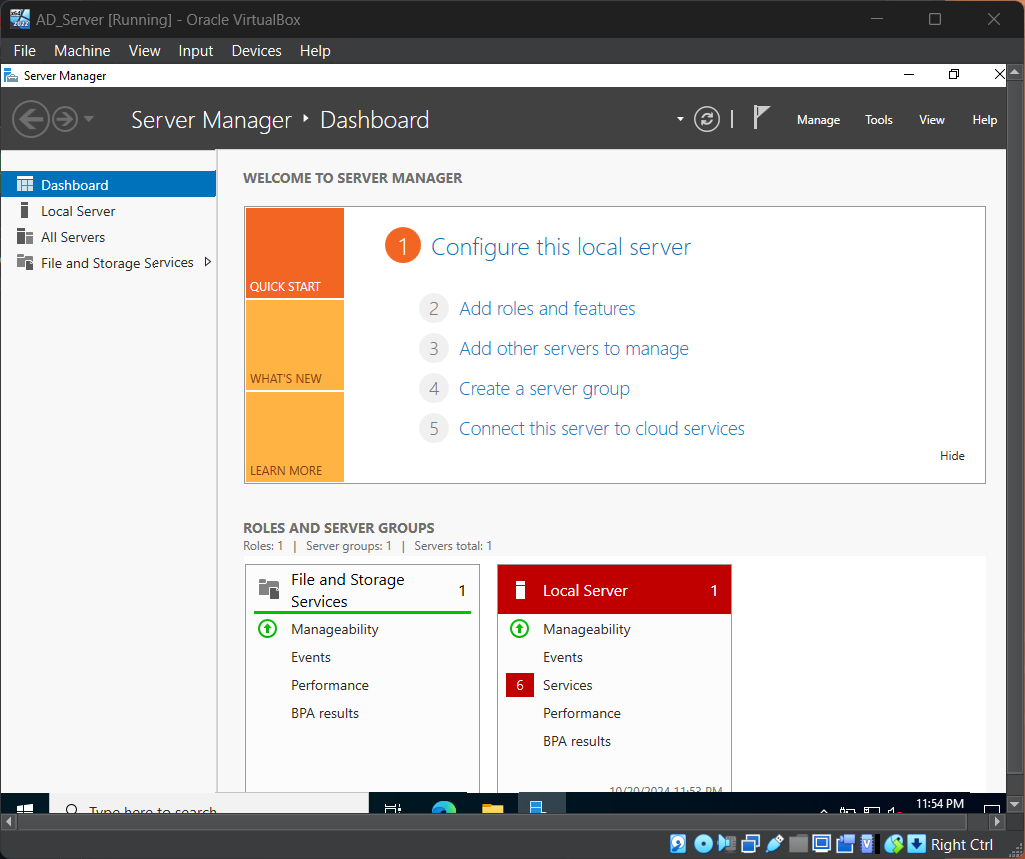 AD_Server [Running] - Oracle VirtualBox
File Machine View Input Devices Help
Server Manager
Server Manager ‣ Dashboard
Manage Tools View Help
Dashboard
Local Server
All Servers
File and Storage Services
WELCOME TO SERVER MANAGER
QUICK START
WHAT'S NEW
LEARN MORE
1 Configure this local server
2 Add roles and features
3 Add other servers to manage
4 Create a server group
5 Connect this server to cloud services
Hide
ROLES AND SERVER GROUPS
Roles: 1 | Server groups: 1 | Servers total: 1
File and Storage
Services
1
Manageability
Events
Performance
BPA results
Local Server 1
Manageability
Events
6 Services
Performance
BPA results
10/20/2024 11:53 PM
Type here to search
11:54 PM
Right Ctrl